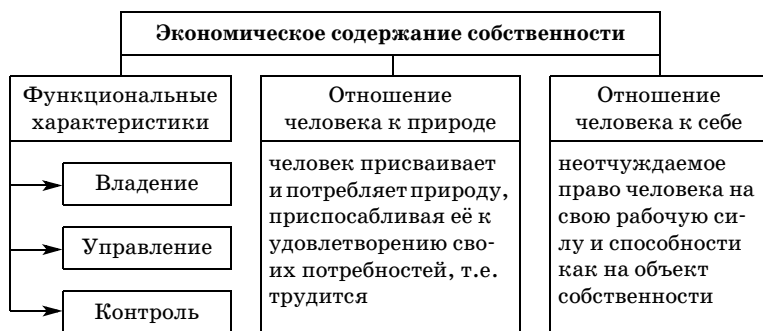 Экономическое содержание собственности
Функциональные
характеристики
Владение
Управление
Контроль
Отношение
человека к природе
человек присваивает
и потребляет природу,
приспосабливая её к
удовлетворению сво-
их потребностей, т.е.
трудится
Отношение
человека к себе
неотчуждаемое
право человека на
свою рабочую си-
лу и способности
как на объект
собственности